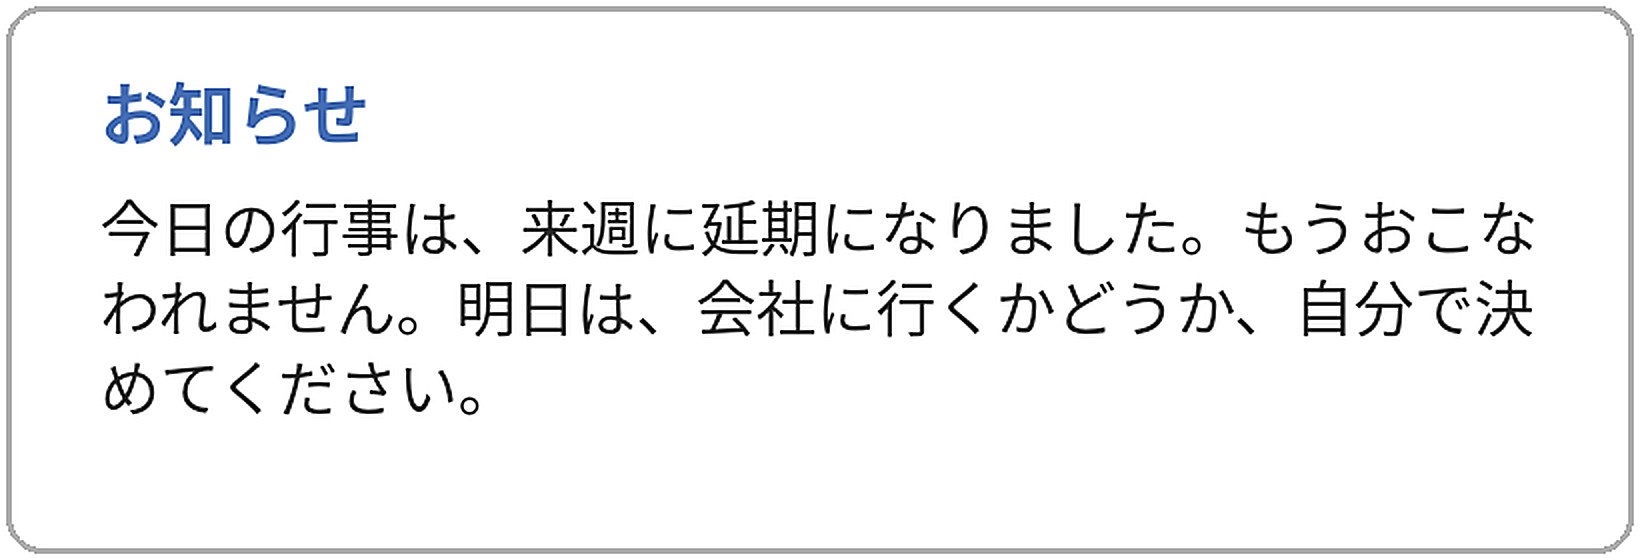 お知らせ
今日の行事は、来週に延期になりました。もうおこな
われません。明日は、会社に行くかどうか、自分で決
めてください。